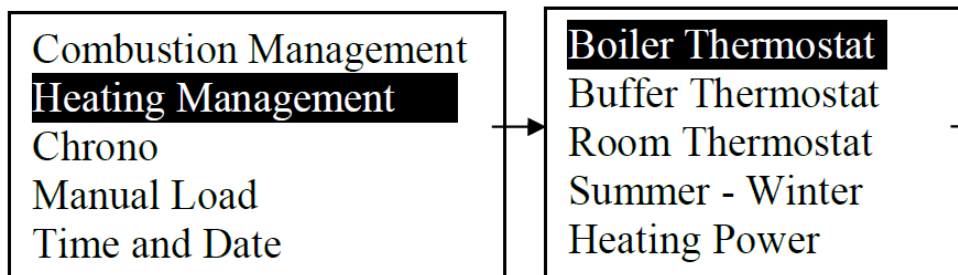 Combustion Management
Heating Management
Chrono
Manual Load
Time and Date
Boiler Thermostat
Buffer Thermostat
Room Thermostat
Summer - Winter
Heating Power